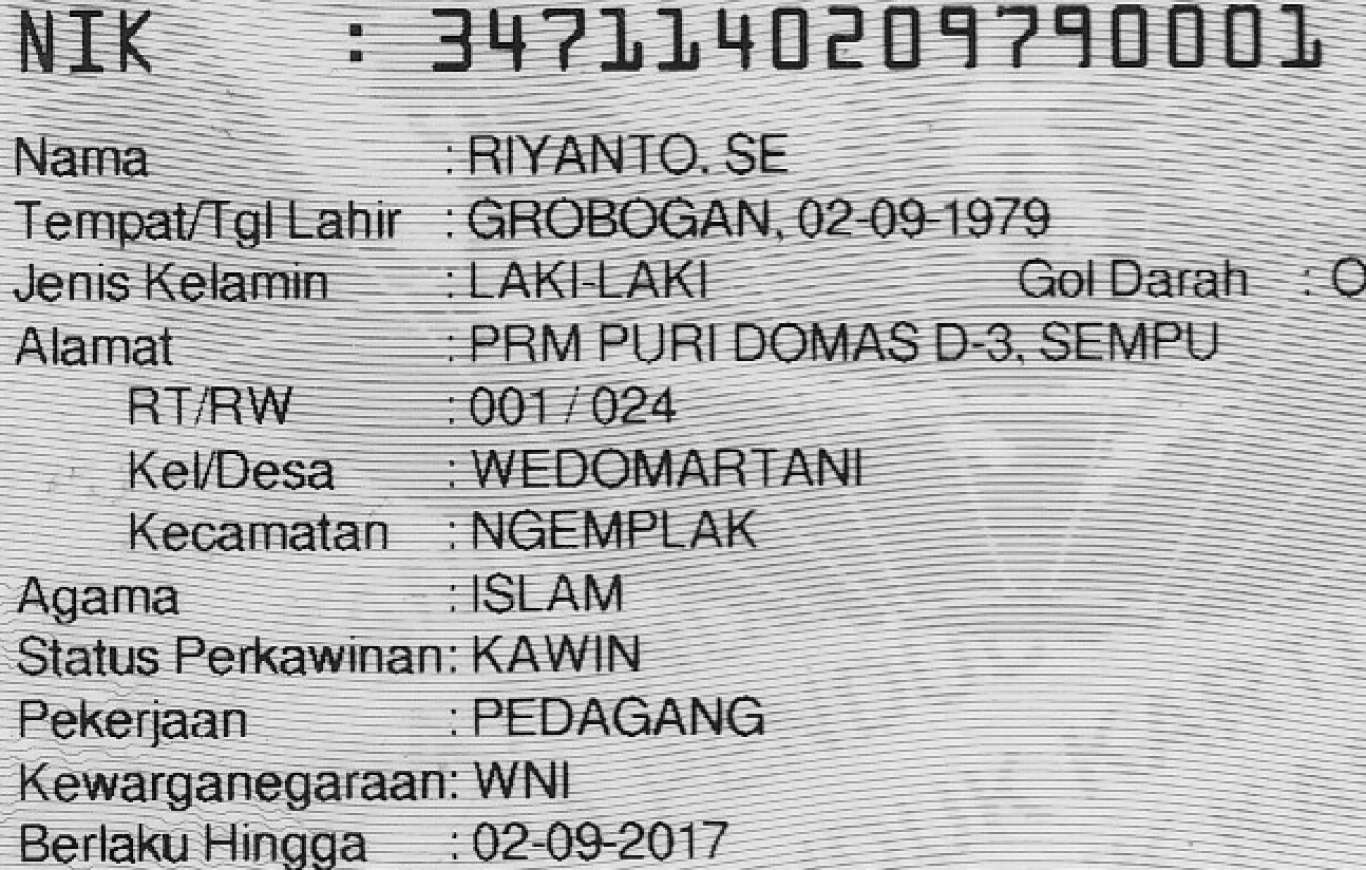 NIK : 3471140209790001
Nama : RIYANTO. SE
Tempat/Tgl Lahir : GROBOGAN, 02-09-1979
Jenis Kelamin : LAKI-LAKI Gol Darah : O
Alamat : PRM PURI DOMAS D-3, SEMPU
RT/RW : 001 / 024
Kel/Desa : WEDOMARTANI
Kecamatan : NGEMPLAK
Agama : ISLAM
Status Perkawinan: KAWIN
Pekerjaan : PEDAGANG
Kewarganegaraan: WNI
Berlaku Hingga : 02-09-2017